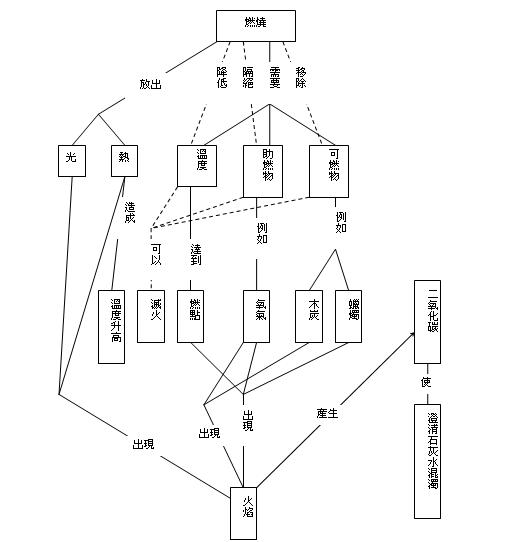 燃燒
降低
隔絕
需要
移除
放出
光
熱
溫度
助燃物
可燃物
造成
可以
達到
例如
例如
溫度升高
滅火
燃點
氧氣
木炭
蠟燭
二氧化碳
使
澄清石灰水混濁
產生
出現
出現
出現
火焰